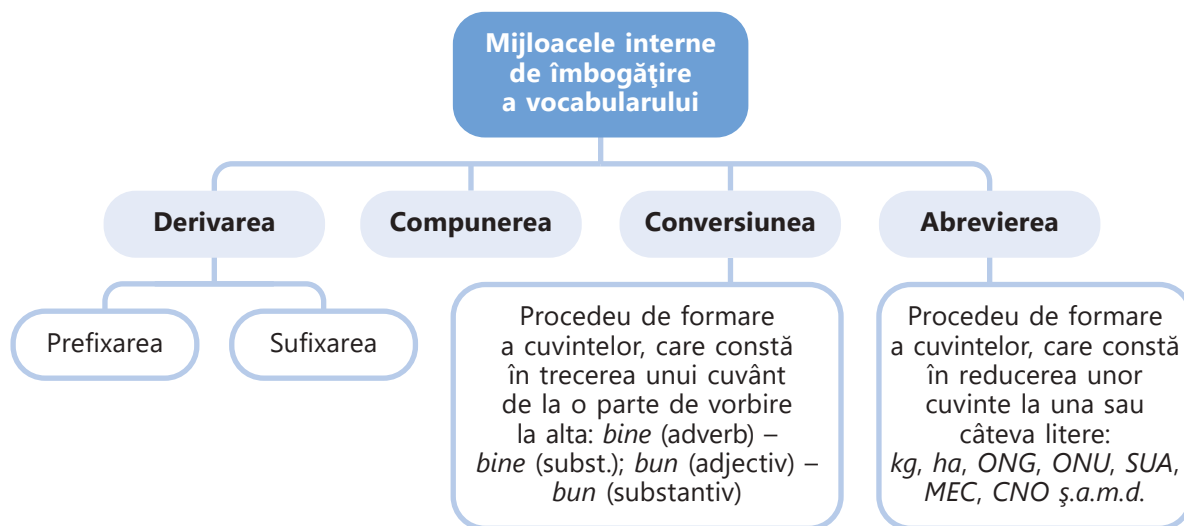 Mijloacele interne
de îmbogăţire
a vocabularului
Derivarea
Compunerea
Conversiunea
Abrevierea
Prefixarea
Sufixarea
Procedeu de formare
a cuvintelor, care constă
în trecerea unui cuvânt
de la o parte de vorbire
la alta: bine (adverb) –
bine (subst.); bun (adjectiv) –
bun (substantiv)
Procedeu de formare
a cuvintelor, care constă
în reducerea unor
cuvinte la una sau
câteva litere:
kg, ha, ONG, ONU, SUA,
MEC, CNO ş.a.m.d.